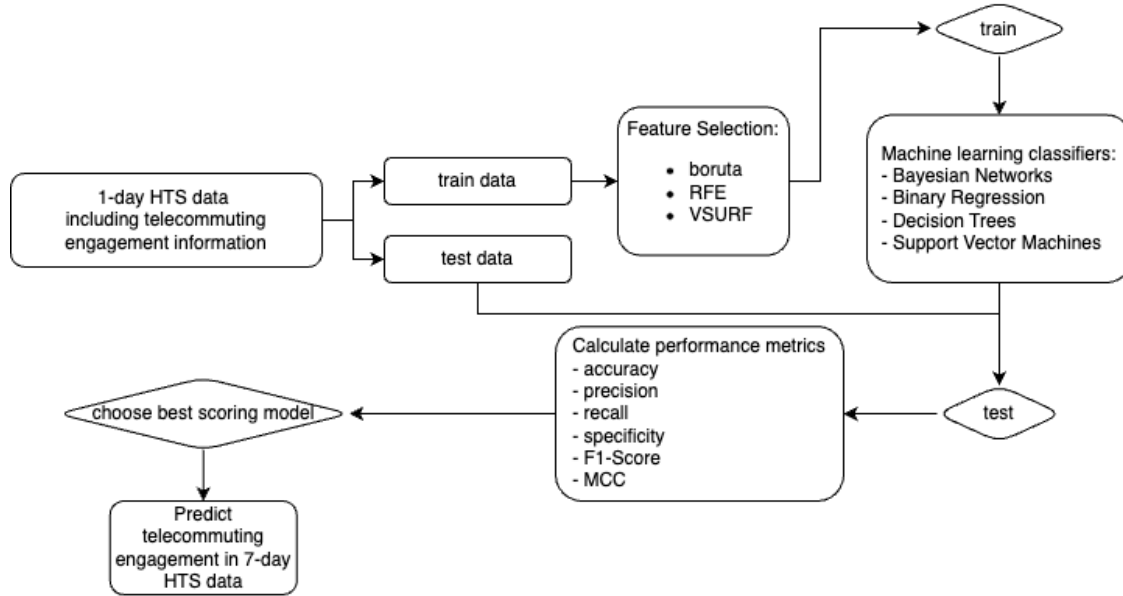 1-day HTS data
including telecommuting
engagement information
train data
test data
Feature Selection:
• boruta
• RFE
• VSURF
train
Machine learning classifiers:
- Bayesian Networks
- Binary Regression
- Decision Trees
- Support Vector Machines
test
Calculate performance metrics
- accuracy
- precision
- recall
- specificity
- F1-Score
- MCC
choose best scoring model
Predict
telecommuting
engagement in 7-day
HTS data